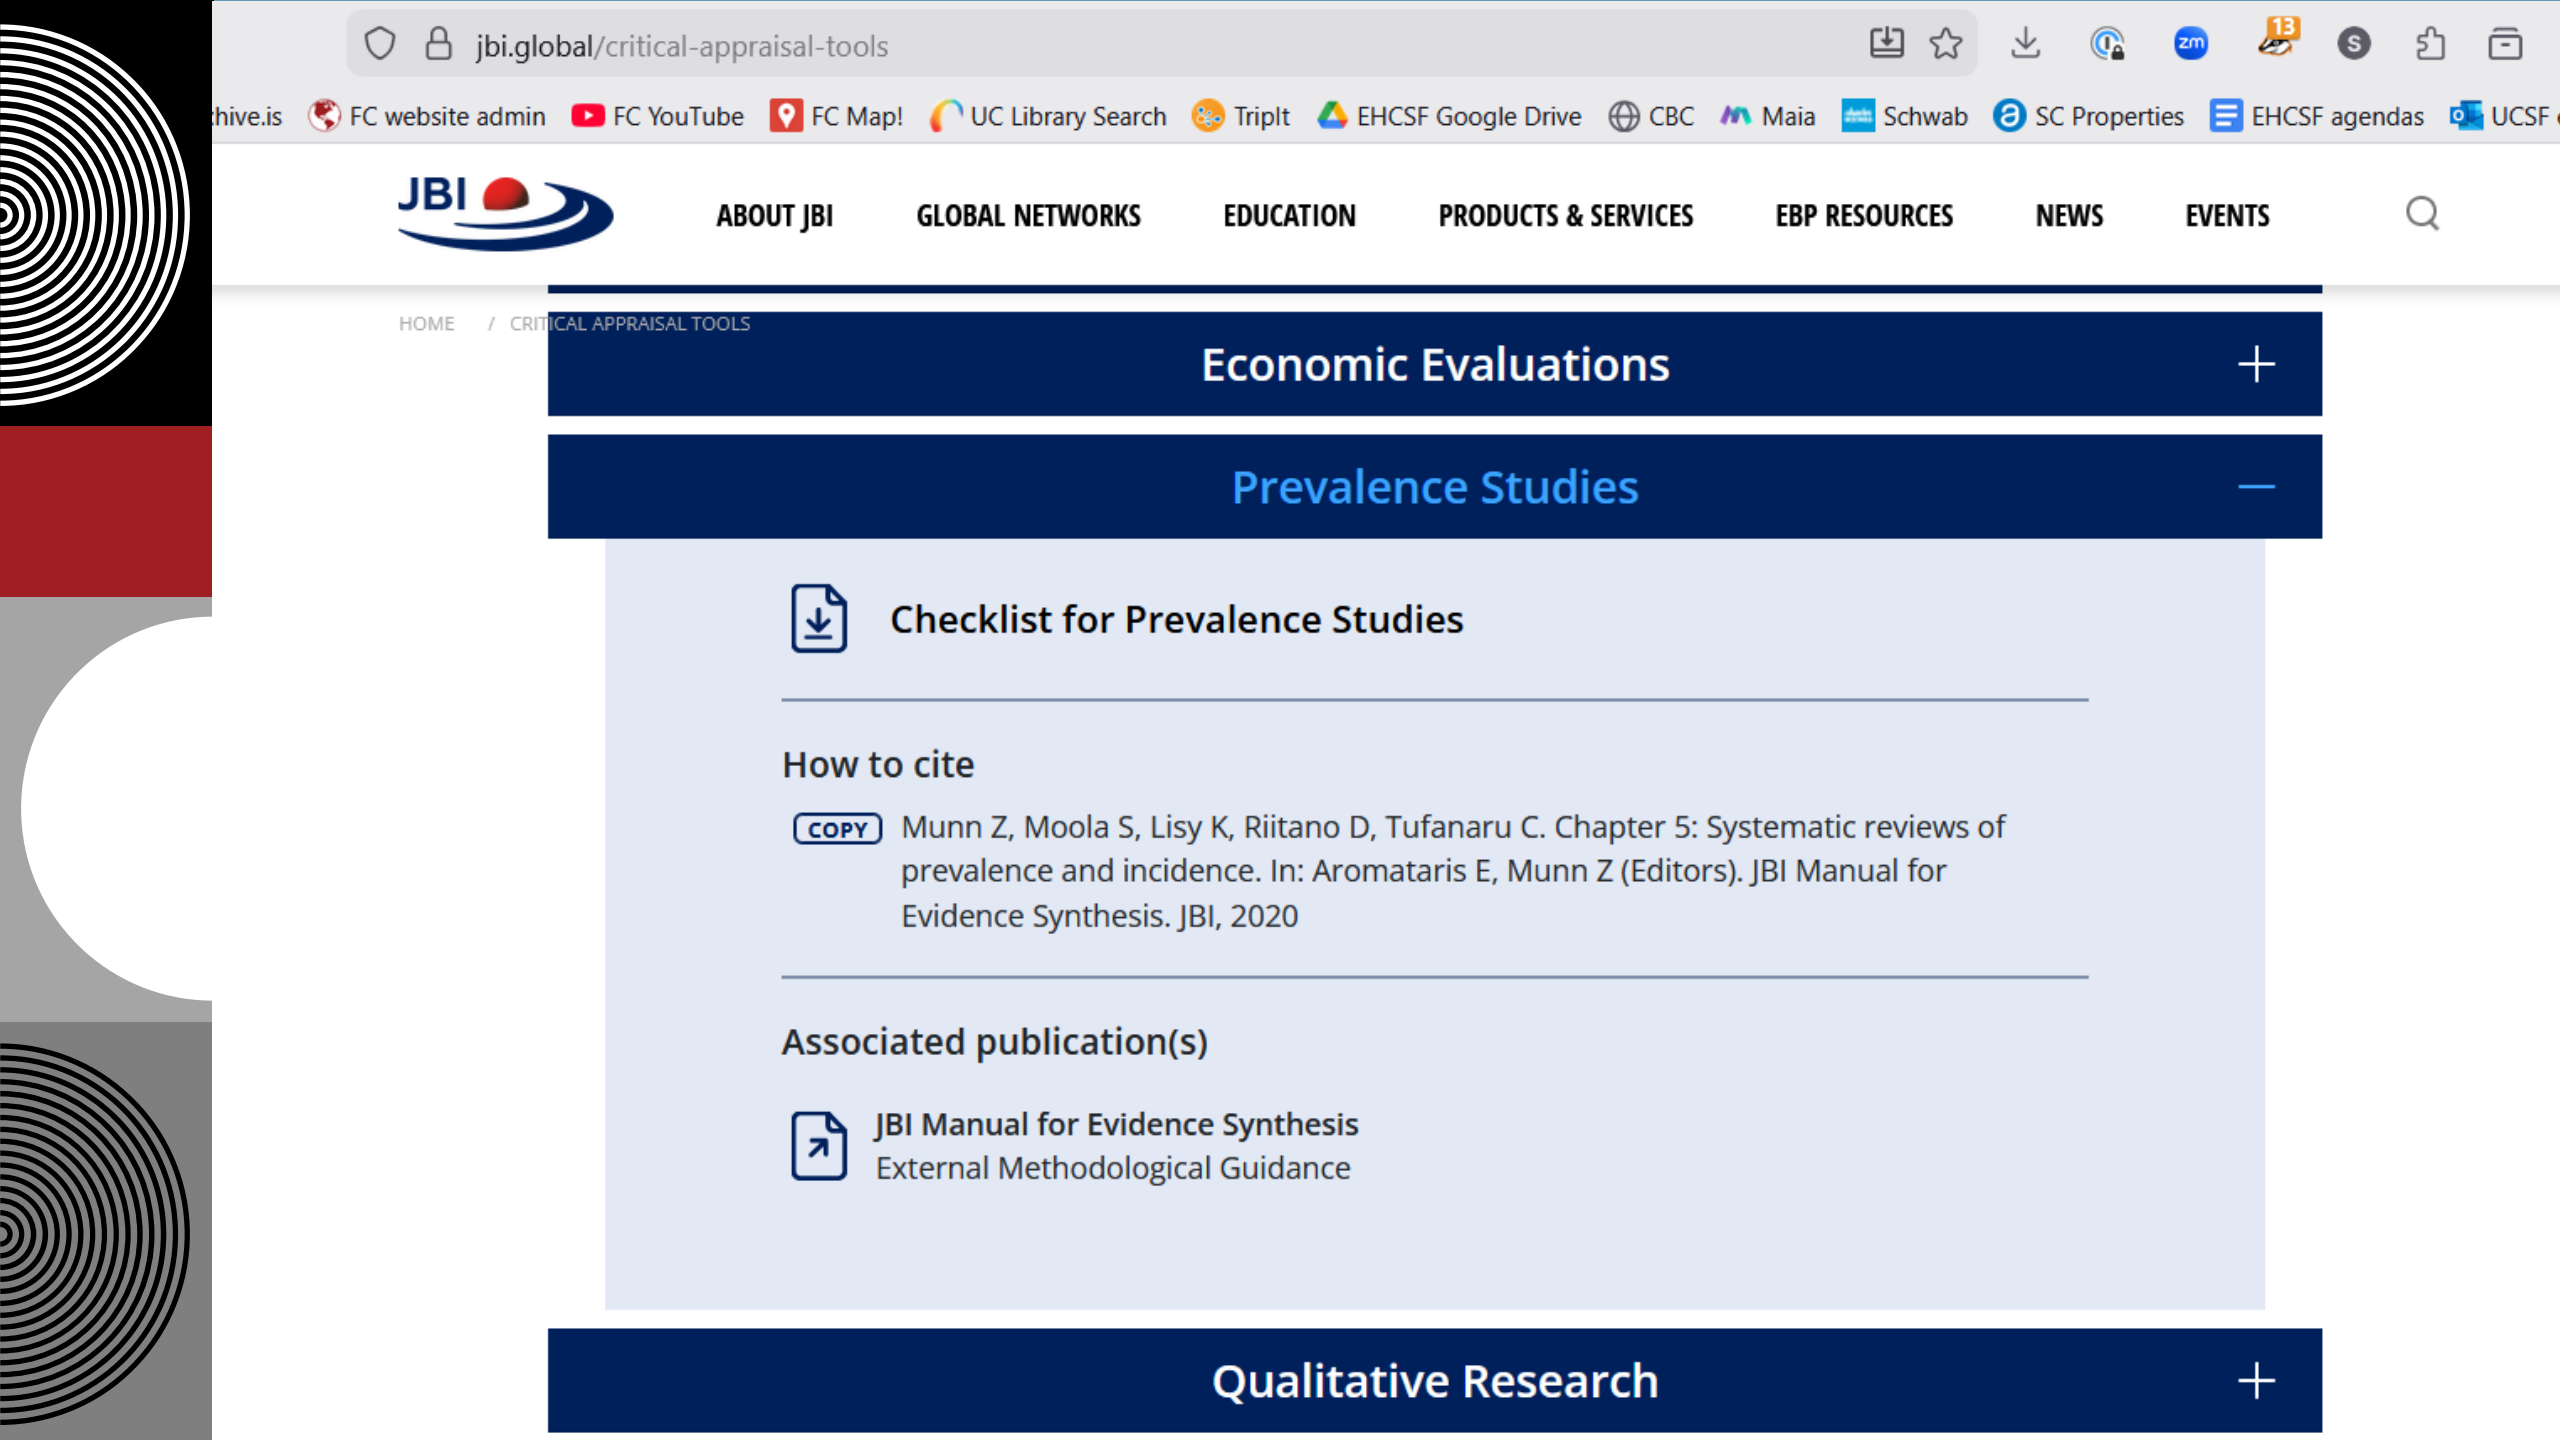 jbi.global/critical-appraisal-tools
zm
13
S
hive.is FC website admin FC YouTube FC Map! UC Library Search TripIt EHCSF Google Drive CBC Maia Schwab SC Properties EHCSF agendas UCSF
JBI
ABOUT JBI GLOBAL NETWORKS EDUCATION PRODUCTS & SERVICES EBP RESOURCES NEWS EVENTS
HOME / CRITICAL APPRAISAL TOOLS
Economic Evaluations
Prevalence Studies
Checklist for Prevalence Studies
How to cite
COPY Munn Z, Moola S, Lisy K, Riitano D, Tufanaru C. Chapter 5: Systematic reviews of
prevalence and incidence. In: Aromataris E, Munn Z (Editors). JBI Manual for
Evidence Synthesis. JBI, 2020
Associated publication(s)
JBI Manual for Evidence Synthesis
External Methodological Guidance
Qualitative Research